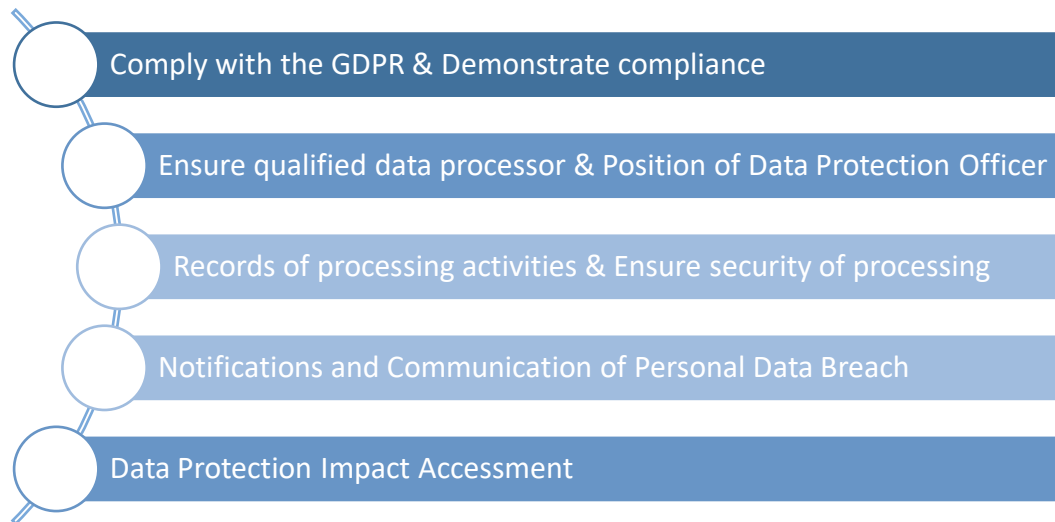 Comply with the GDPR & Demonstrate compliance
Ensure qualified data processor & Position of Data Protection Officer
Records of processing activities & Ensure security of processing
Notifications and Communication of Personal Data Breach
Data Protection Impact Accessment